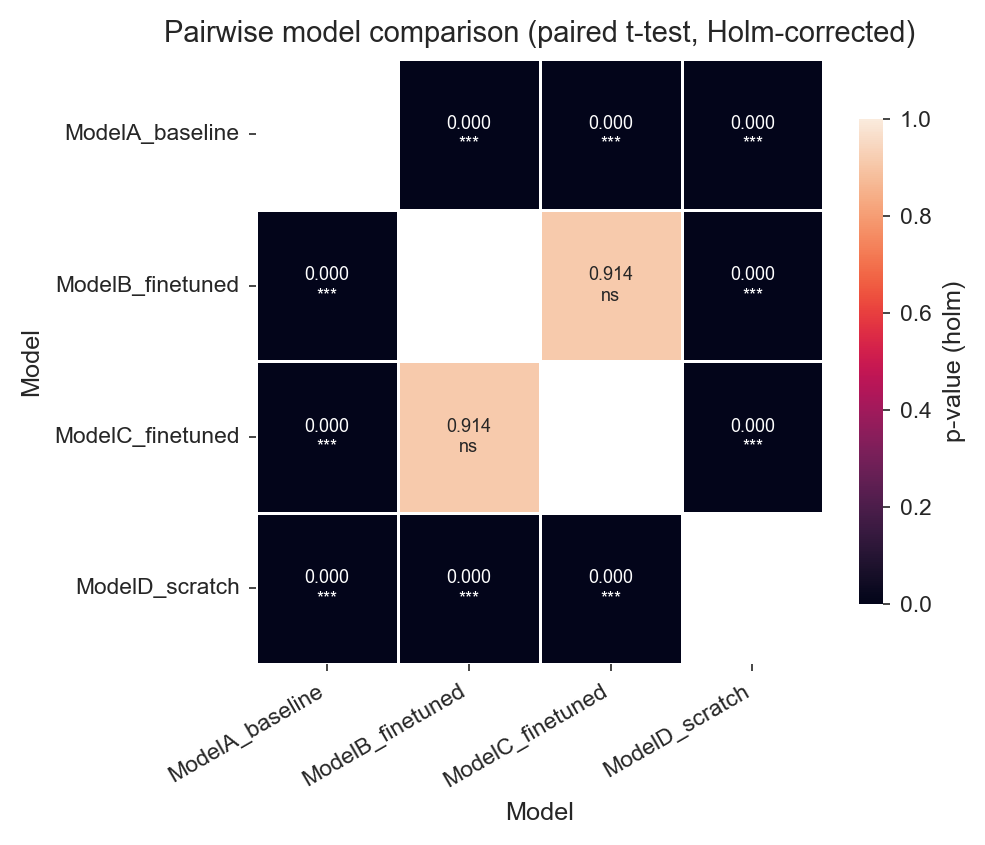 Pairwise model comparison (paired t-test, Holm-corrected)
ModelA_baseline
0.000
***
0.000
***
0.000
***
ModelB_finetuned
0.000
***
0.914
ns
0.000
***
ModelC_finetuned
0.000
***
0.914
ns
0.000
***
ModelD_scratch
0.000
***
0.000
***
0.000
***
Model
ModelA_baseline
ModelB_finetuned
ModelC_finetuned
ModelD_scratch
Model
1.0
0.8
0.6
0.4
0.2
0.0
p-value (holm)